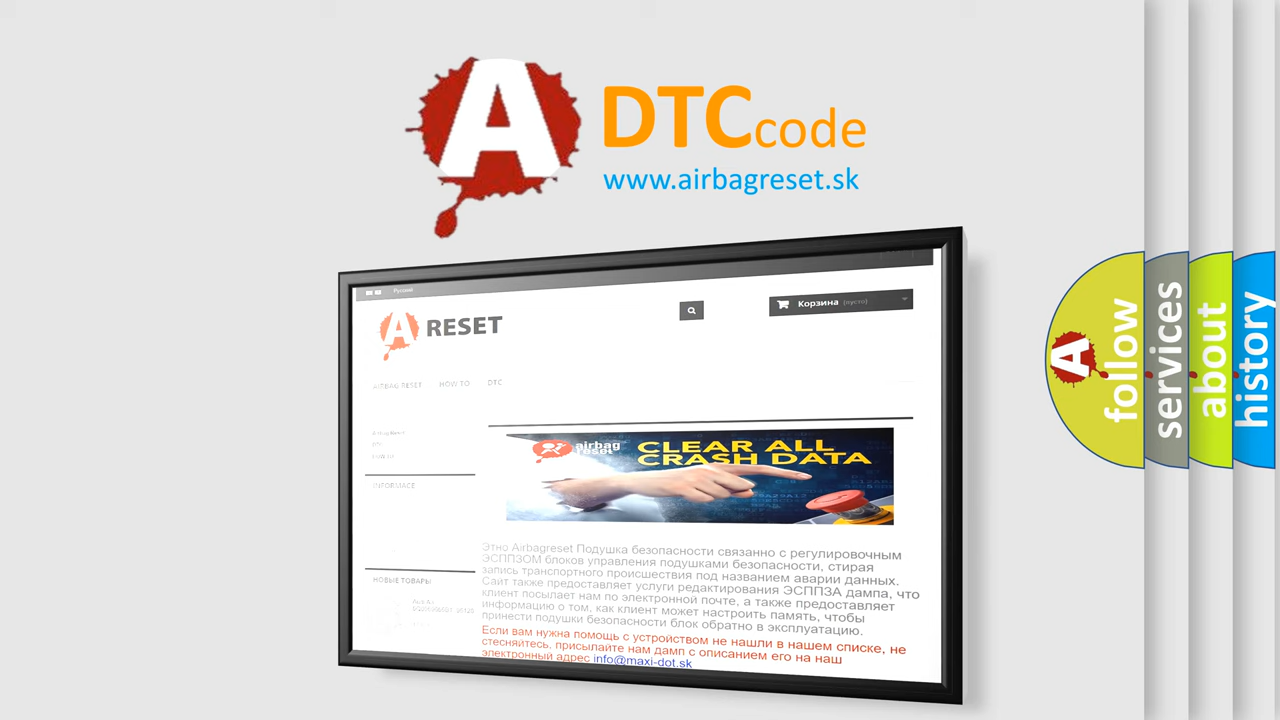 A DTC code
www.airbagreset.sk
Русский
A RESET
Корзина (пусто)
AIRBAG RESET HOW TO DTC
INFORMACE
НОВЫЕ ТОВАРЫ
airbag
reset
CLEAR ALL
CRASH DATA
Этно Airbagreset Подушка безопасности связанно с регулировочным
ЭСППЗОМ блоков управления подушками безопасности, стирая
запись транспортного происшествия под названием аварии данных.
Сайт также предоставляет услуги редактирования ЭСППЗА дампа, что
клиент посылает нам по электронной почте, а также предоставляет
информацию о том, как клиент может настроить память, чтобы
принести подушки безопасности блок обратно в эксплуатацию.
Если вам нужна помощь с устройством не нашли в нашем списке, не
стесняйтесь, присылайте нам дамп с описанием его на наш
электронный адрес info@maxi-dot.sk
A
follow
services
about
history